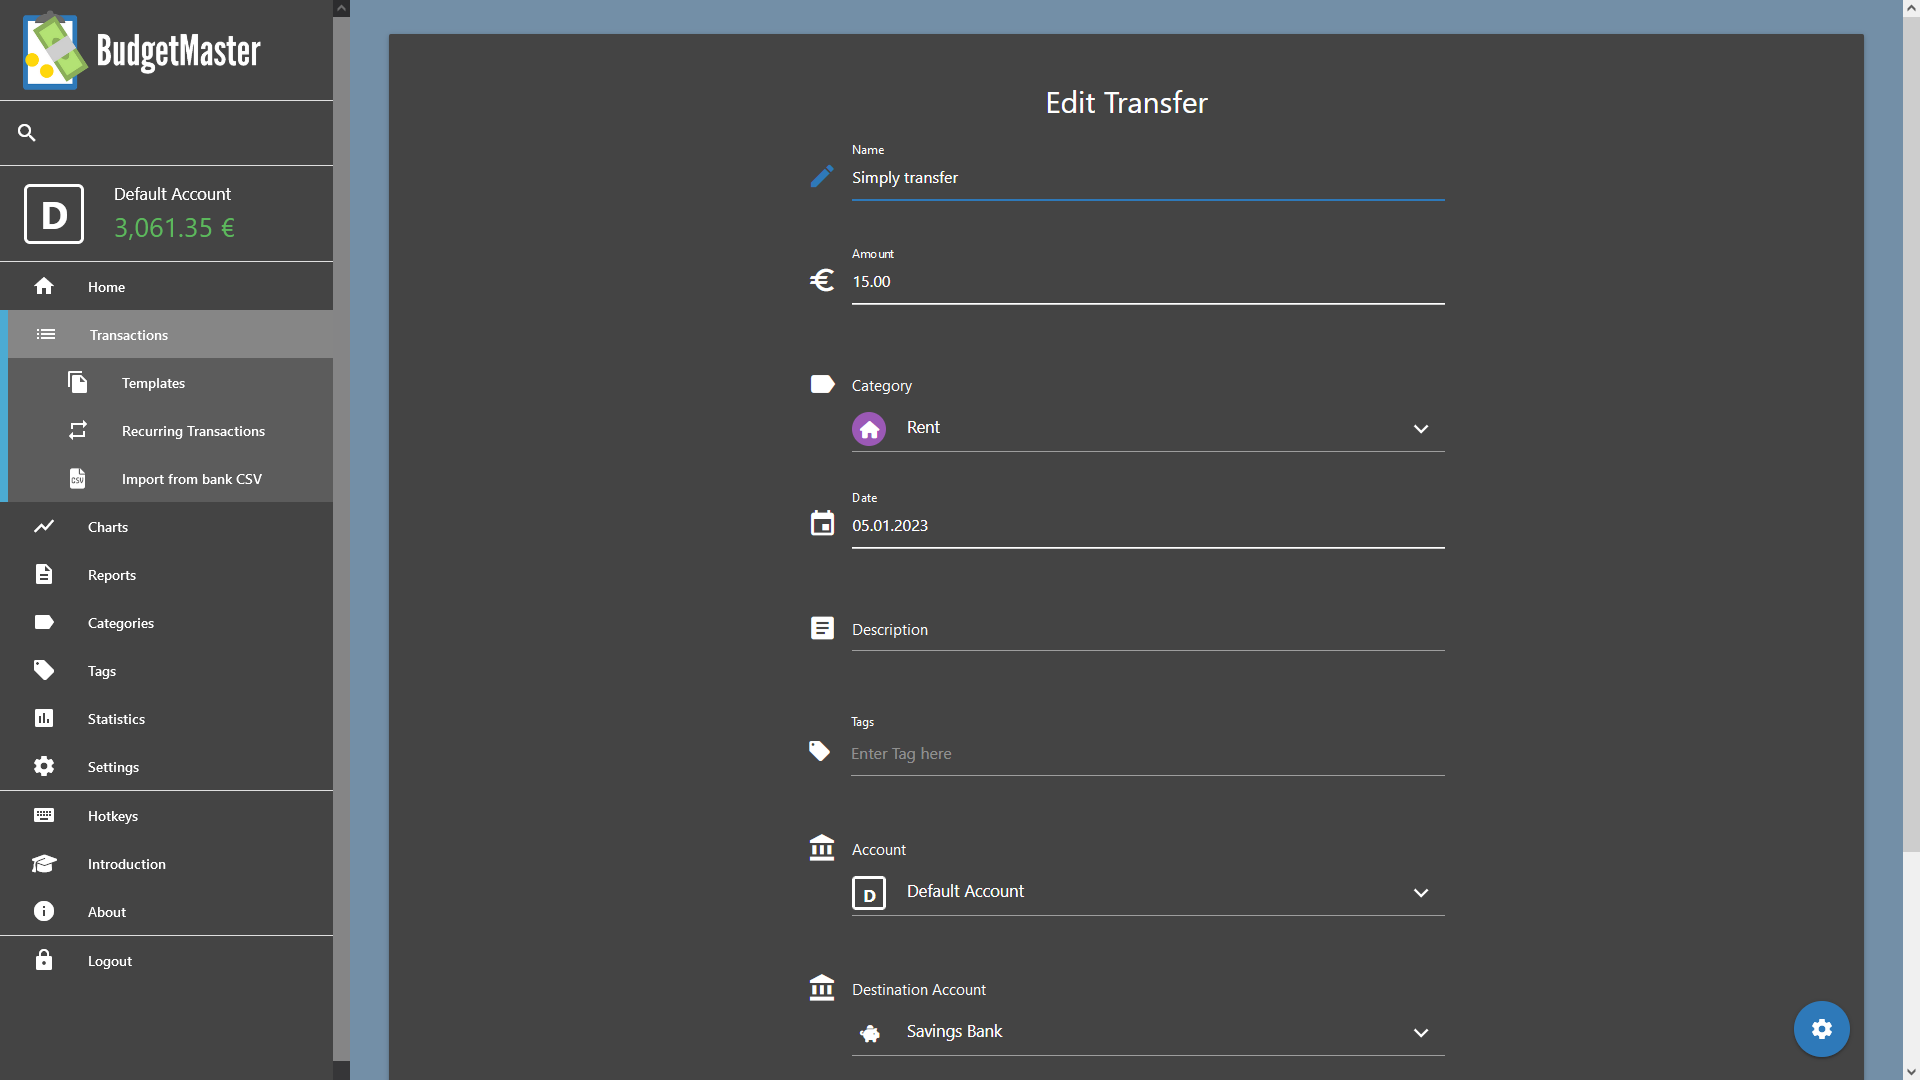 BudgetMaster
D
Default Account
3,061.35 €
Home
Transactions
Templates
Recurring Transactions
CSV
Import from bank CSV
Charts
Reports
Categories
Tags
Statistics
Settings
Hotkeys
Introduction
About
Logout
Edit Transfer
Name
Simply transfer
Amount
€
15.00
Category
Rent
Date
05.01.2023
Description
Tags
Enter Tag here
Account
D
Default Account
Destination Account
Savings Bank